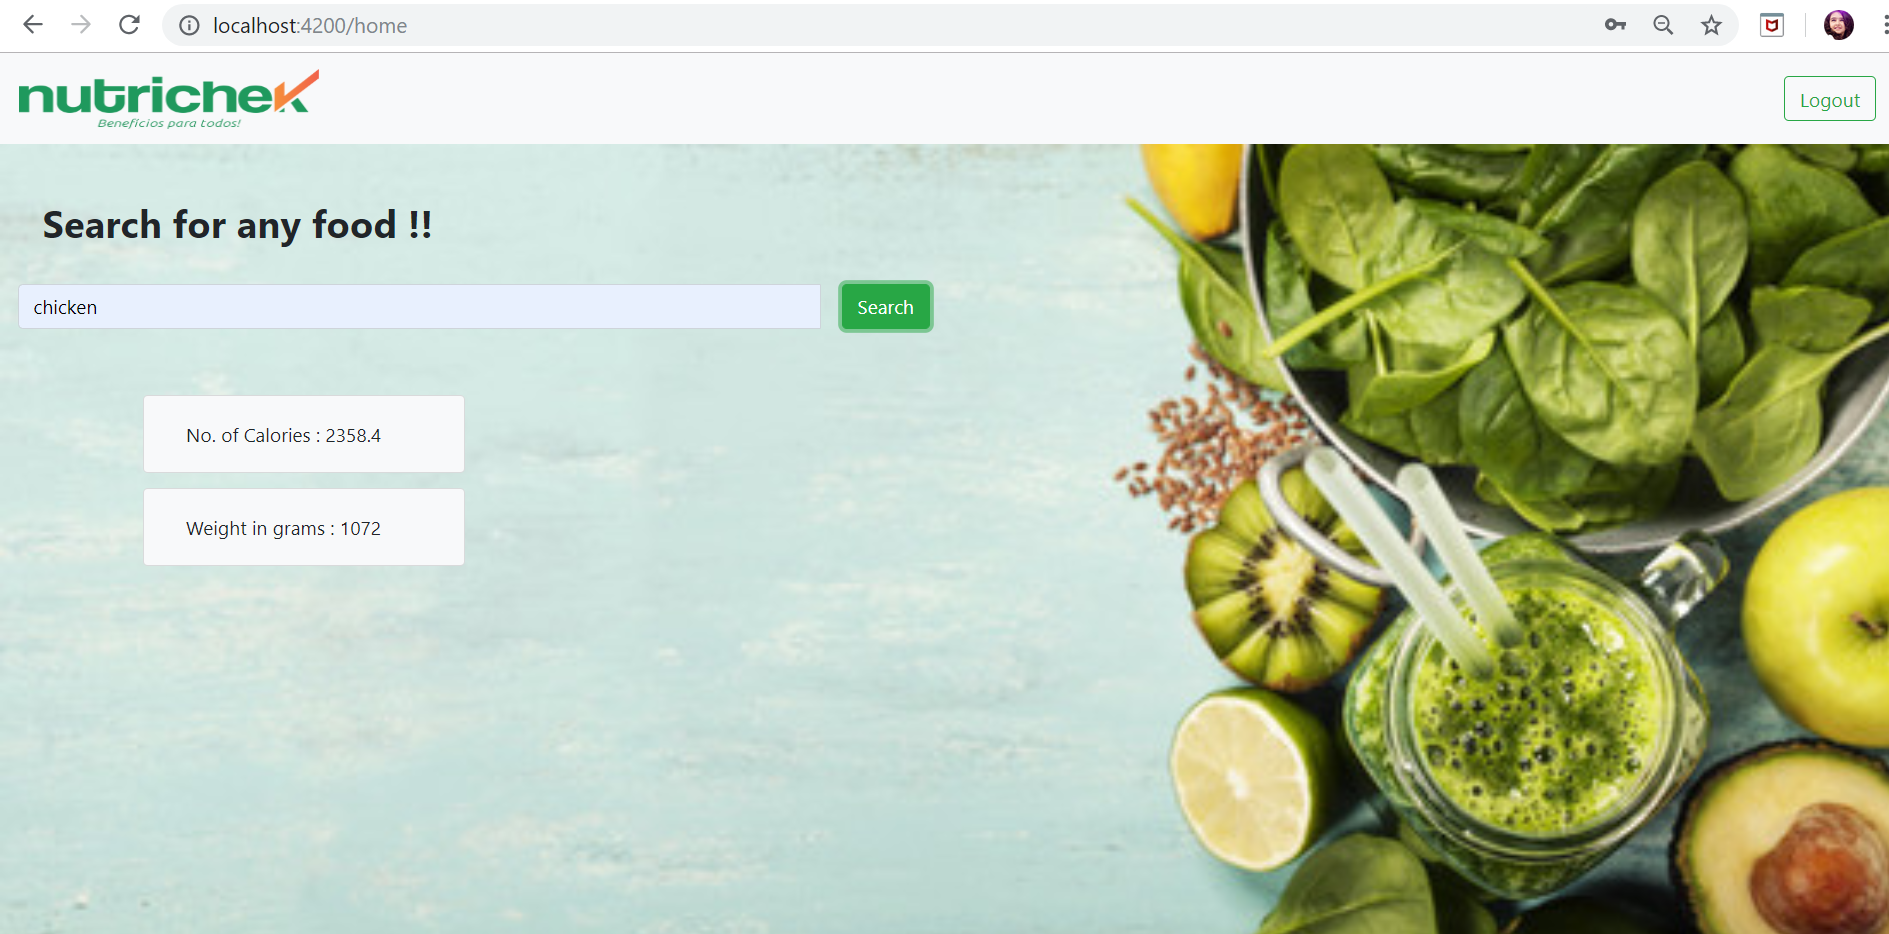 localhost:4200/home
nutrichek
Benefícios para todos!
Logout
Search for any food !!
chicken
Search
No. of Calories : 2358.4
Weight in grams : 1072